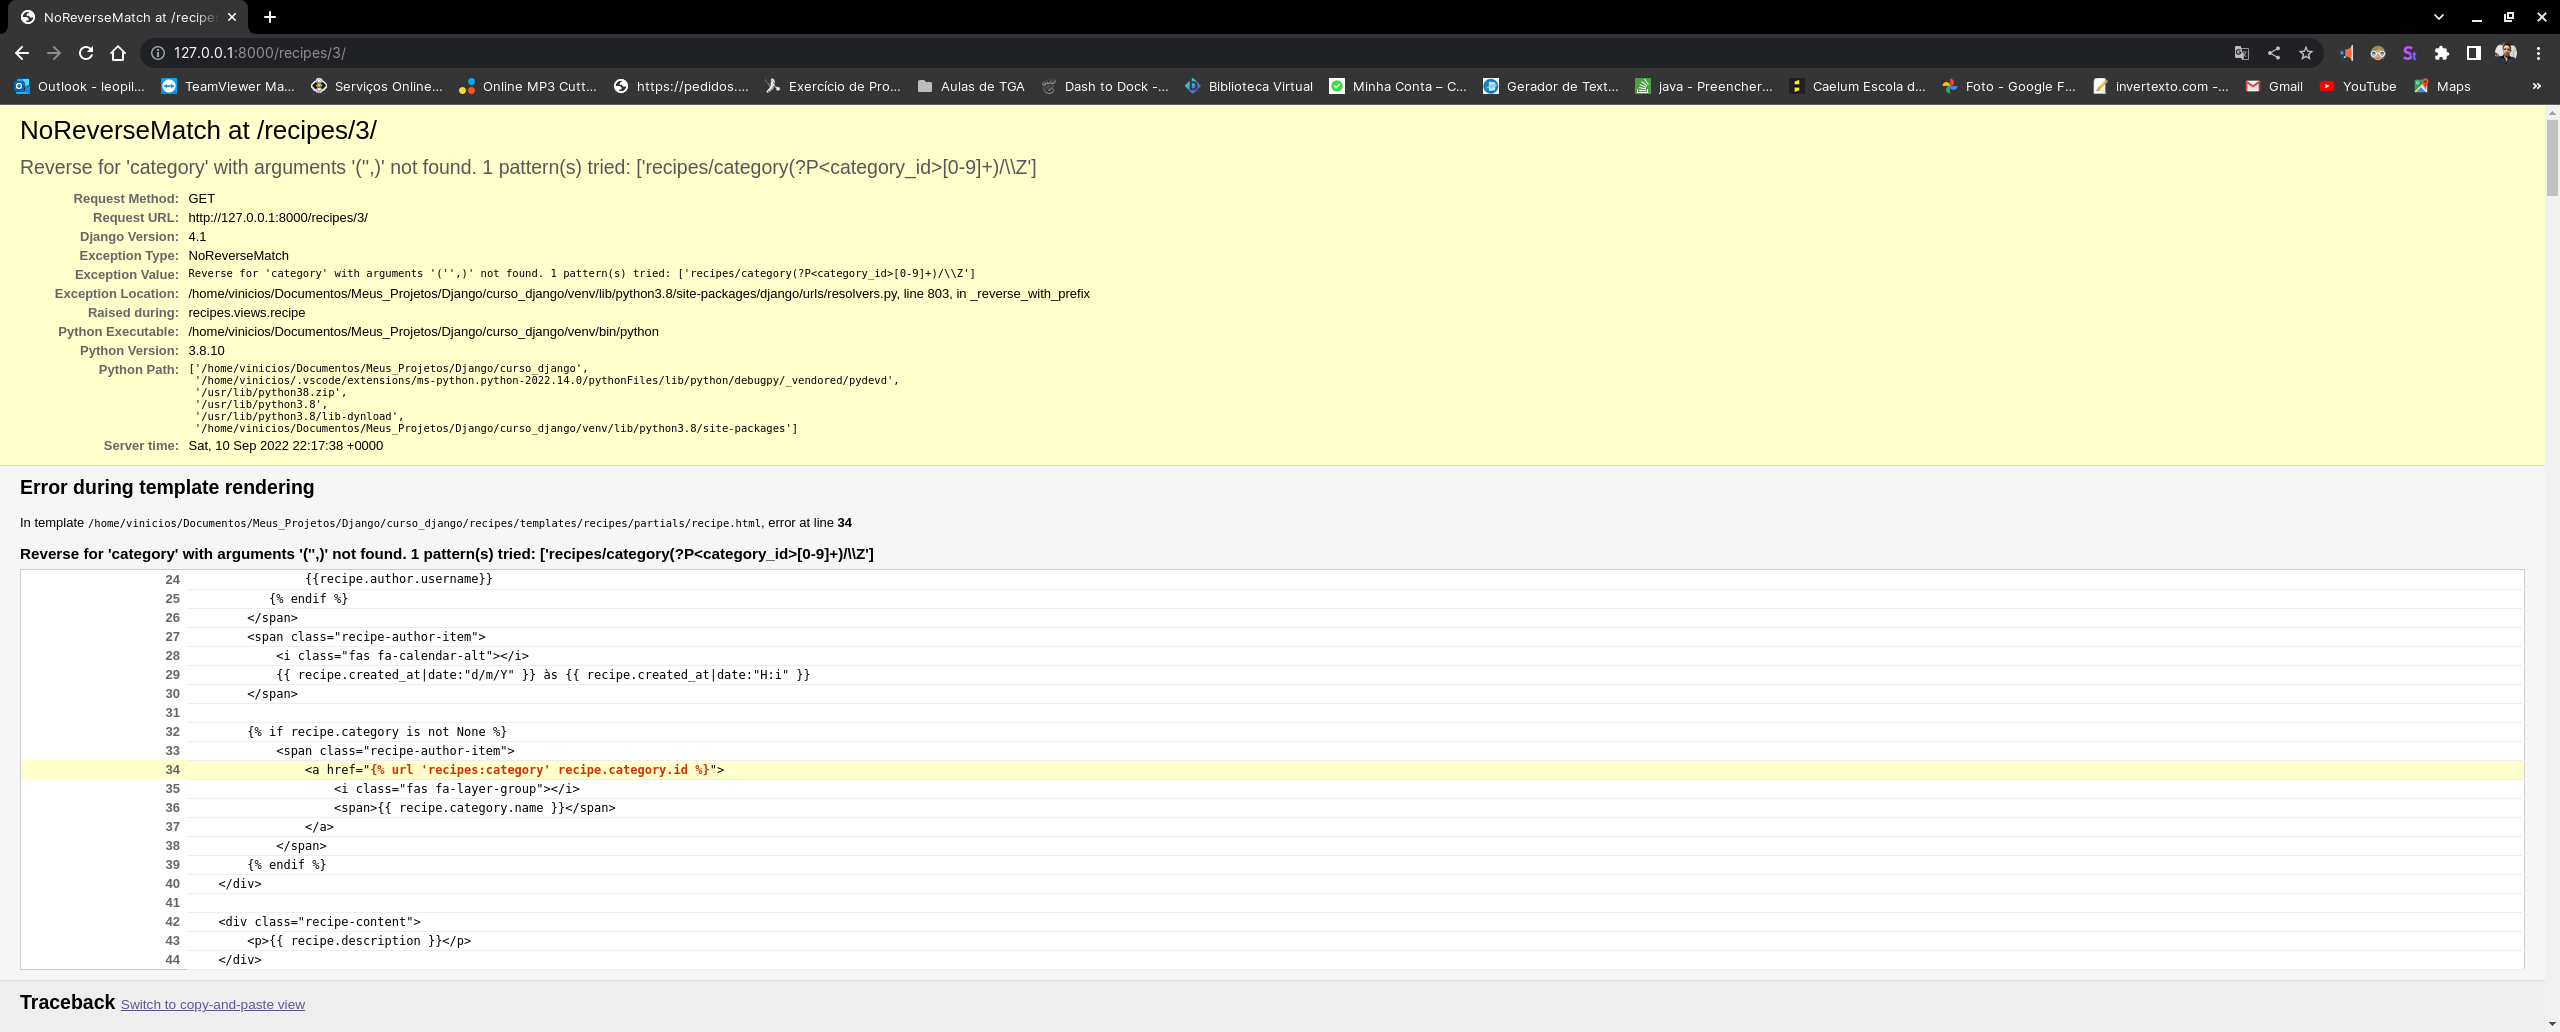 NoReverseMatch at /recipes
127.0.0.1:8000/recipes/3/
Outlook - leopil... TeamViewer Ma... Serviços Online... Online MP3 Cutt... https://pedidos.... Exercício de Pro... Aulas de TGA Dash to Dock -... Biblioteca Virtual Minha Conta – C... Gerador de Text... java - Preencher... Caelum Escola d... Foto - Google F... invertexto.com -... Gmail YouTube Maps »
NoReverseMatch at /recipes/3/
Reverse for 'category' with arguments '('',)' not found. 1 pattern(s) tried: ['recipes/category(?P<category_id>[0-9]+)/\\Z']
Request Method: GET
Request URL: http://127.0.0.1:8000/recipes/3/
Django Version: 4.1
Exception Type: NoReverseMatch
Exception Value: Reverse for 'category' with arguments '('',)' not found. 1 pattern(s) tried: ['recipes/category(?P<category_id>[0-9]+)/\\Z']
Exception Location: /home/vinicios/Documentos/Meus_Projetos/Django/curso_django/venv/lib/python3.8/site-packages/django/urls/resolvers.py, line 803, in _reverse_with_prefix
Raised during: recipes.views.recipe
Python Executable: /home/vinicios/Documentos/Meus_Projetos/Django/curso_django/venv/bin/python
Python Version: 3.8.10
Python Path: ['/home/vinicios/Documentos/Meus_Projetos/Django/curso_django',
'/home/vinicios/.vscode/extensions/ms-python.python-2022.14.0/pythonFiles/lib/python/debugpy/_vendored/pydevd',
'/usr/lib/python38.zip',
'/usr/lib/python3.8',
'/usr/lib/python3.8/lib-dynload',
'/home/vinicios/Documentos/Meus_Projetos/Django/curso_django/venv/lib/python3.8/site-packages']
Server time: Sat, 10 Sep 2022 22:17:38 +0000
Error during template rendering
In template /home/vinicios/Documentos/Meus_Projetos/Django/curso_django/recipes/templates/recipes/partials/recipe.html, error at line 34
Reverse for 'category' with arguments '('',)' not found. 1 pattern(s) tried: ['recipes/category(?P<category_id>[0-9]+)/\\Z']
24 {{recipe.author.username}}
25 {% endif %}
26 </span>
27 <span class="recipe-author-item">
28 <i class="fas fa-calendar-alt"></i>
29 {{ recipe.created_at|date:"d/m/Y" }} às {{ recipe.created_at|date:"H:i" }}
30 </span>
31
32 {% if recipe.category is not None %}
33 <span class="recipe-author-item">
34 <a href="{% url 'recipes:category' recipe.category.id %}">
35 <i class="fas fa-layer-group"></i>
36 <span>{{ recipe.category.name }}</span>
37 </a>
38 </span>
39 {% endif %}
40 </div>
41
42 <div class="recipe-content">
43 <p>{{ recipe.description }}</p>
44 </div>
Traceback Switch to copy-and-paste view